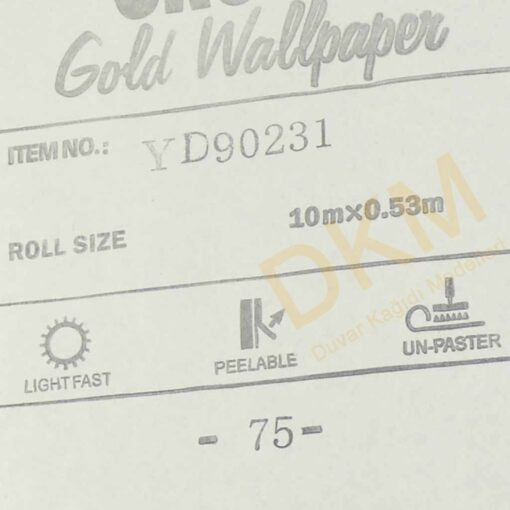 Gold Wallpaper
ITEM NO.: YD90231
ROLL SIZE 10m×0.53m
LIGHT FAST PEELABLE UN-PASTER
- 75 -
DKM
Duvar Kağıdı Modelleri